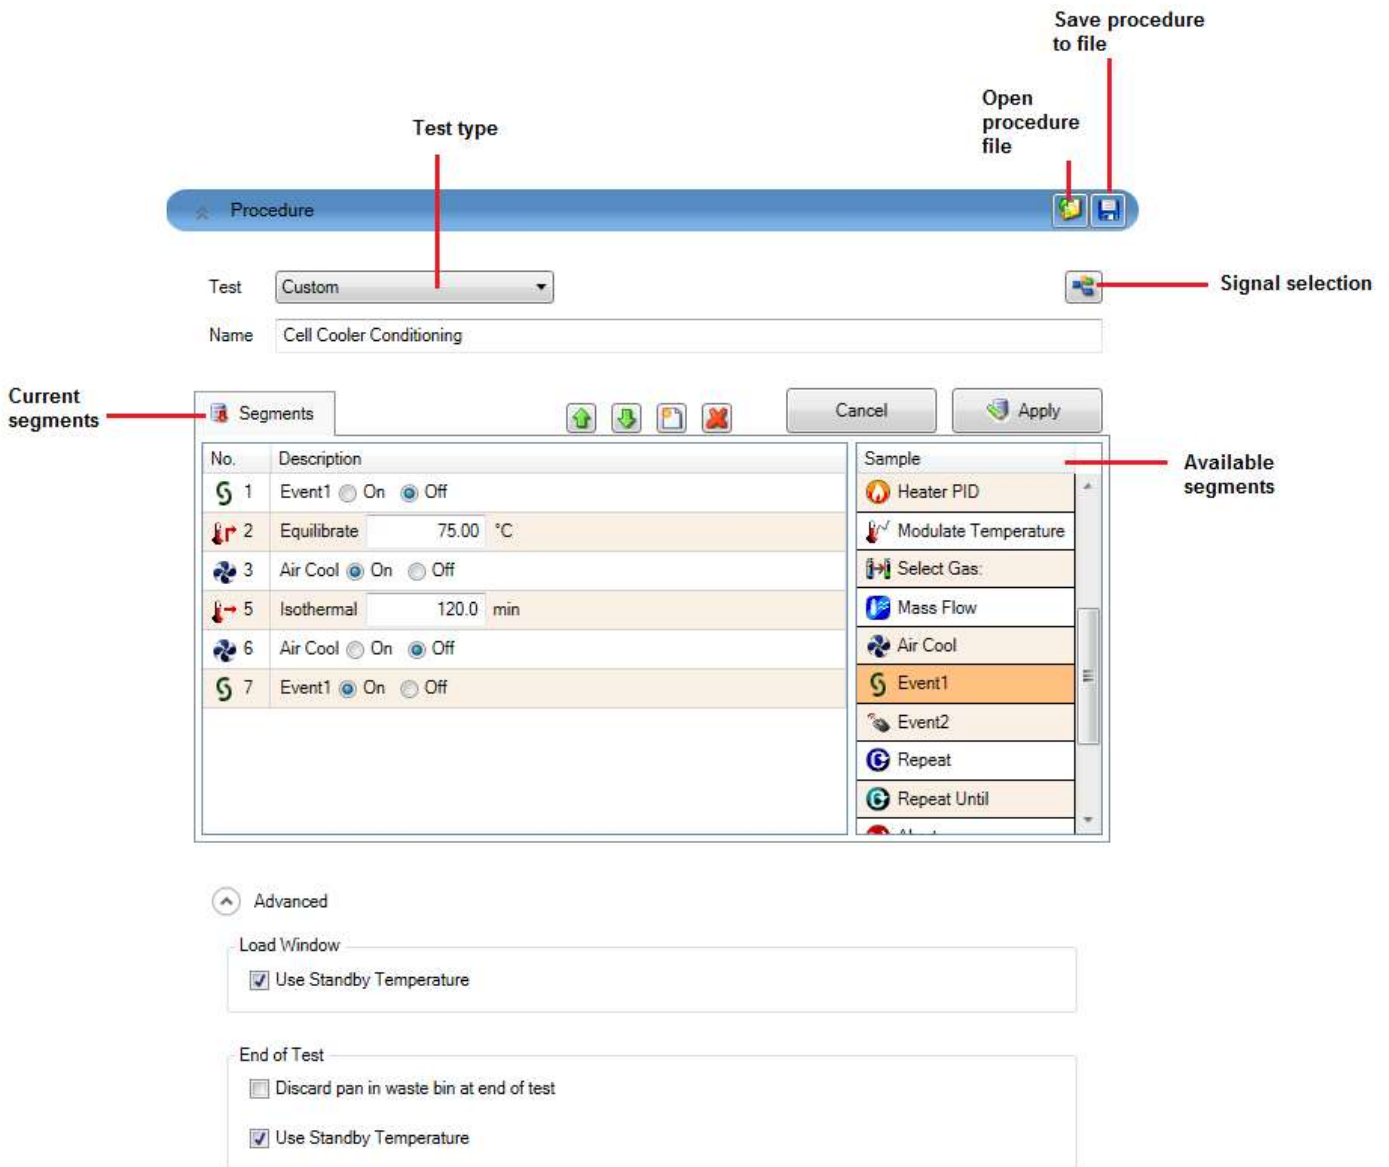 Save procedure
to file
Open
procedure
file
Test type
Procedure
Test Custom
Signal selection
Name Cell Cooler Conditioning
Current
segments
Segments
Cancel
Apply
No. Description
Sample
Available
segments
1 Event1 On Off
Heater PID
2 Equilibrate 75.00 °C
Modulate Temperature
3 Air Cool On Off
Select Gas:
5 Isothermal 120.0 min
Mass Flow
6 Air Cool On Off
Air Cool
7 Event1 On Off
Event1
Event2
Repeat
Repeat Until
Advanced
Load Window
Use Standby Temperature
End of Test
Discard pan in waste bin at end of test
Use Standby Temperature